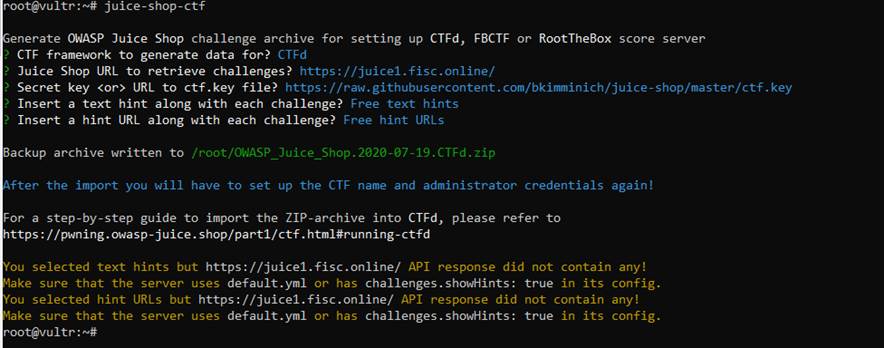 root@vultr:~# juice-shop-ctf
Generate OWASP Juice Shop challenge archive for setting up CTFd, FBCTF or RootTheBox score server
? CTF framework to generate data for? CTFd
? Juice Shop URL to retrieve challenges? https://juice1.fisc.online/
? Secret key <or> URL to ctf.key file? https://raw.githubusercontent.com/bkimminich/juice-shop/master/ctf.key
? Insert a text hint along with each challenge? Free text hints
? Insert a hint URL along with each challenge? Free hint URLs
Backup archive written to /root/OWASP_Juice_Shop.2020-07-19.CTFd.zip
After the import you will have to set up the CTF name and administrator credentials again!
For a step-by-step guide to import the ZIP-archive into CTFd, please refer to
https://pwning.owasp-juice.shop/part1/ctf.html#running-ctfd
You selected text hints but https://juice1.fisc.online/ API response did not contain any!
Make sure that the server uses default.yml or has challenges.showHints: true in its config.
You selected hint URLs but https://juice1.fisc.online/ API response did not contain any!
Make sure that the server uses default.yml or has challenges.showHints: true in its config.
root@vultr:~#